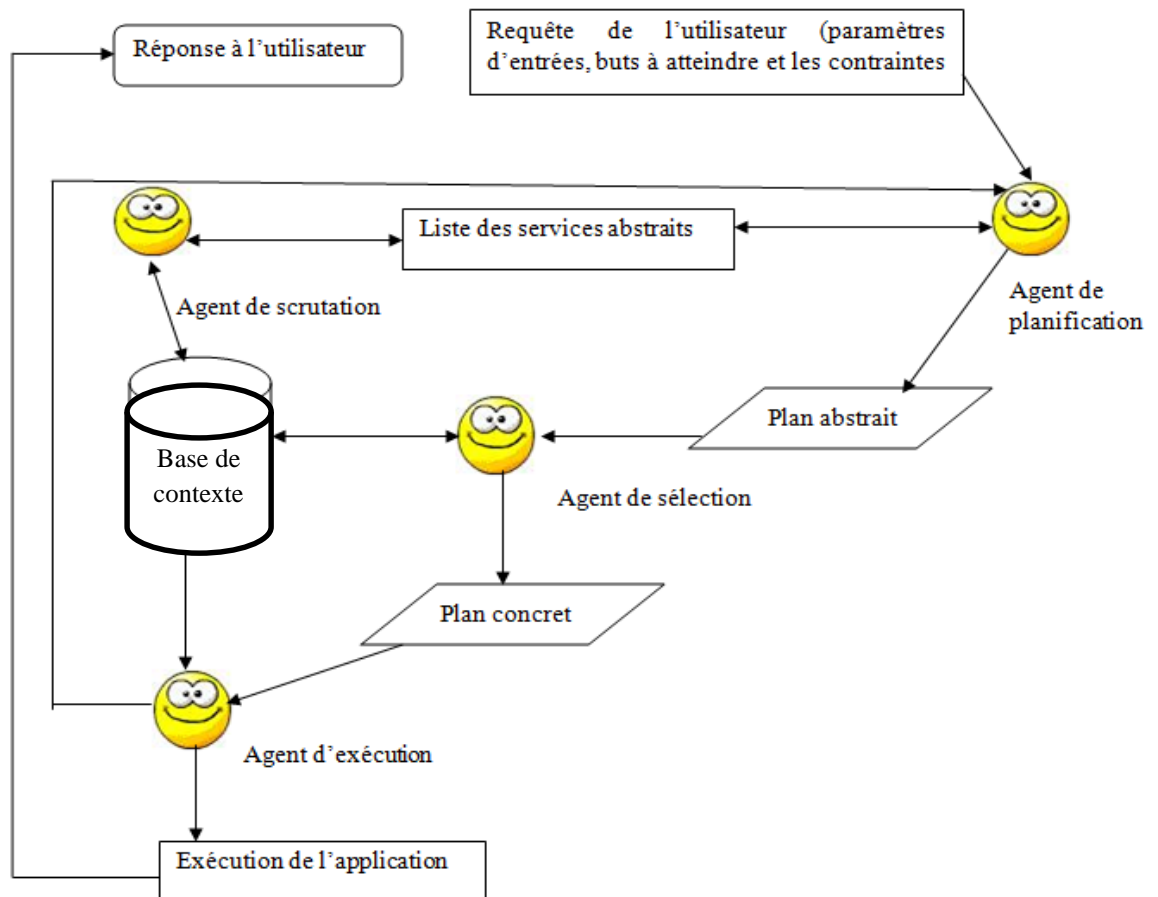 Réponse à l’utilisateur
Requête de l’utilisateur (paramètres
d’entrées, buts à atteindre et les contraintes
Liste des services abstraits
Agent de scrutation
Agent de
planification
Plan abstrait
Base de
contexte
Agent de sélection
Plan concret
Agent d’exécution
Exécution de l’application